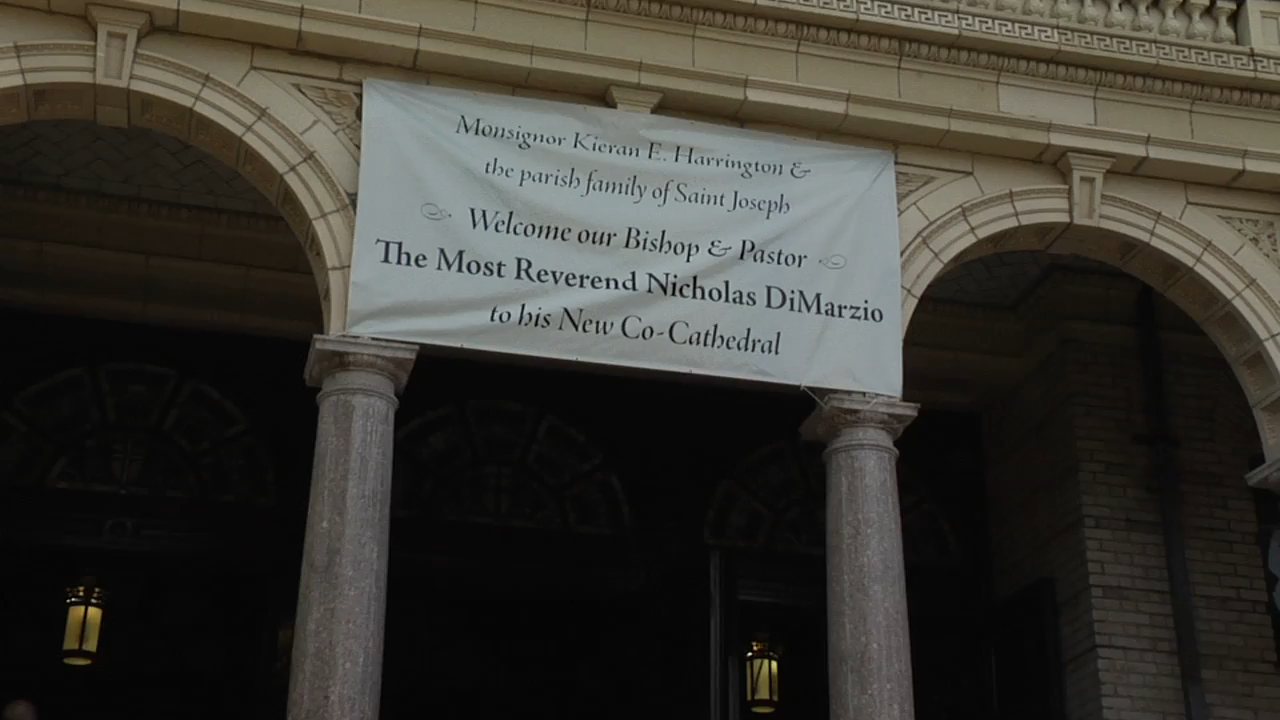 Monsignor Kieran E. Harrington &
the parish family of Saint Joseph
Welcome our Bishop & Pastor
The Most Reverend Nicholas DiMarzio
to his New Co-Cathedral